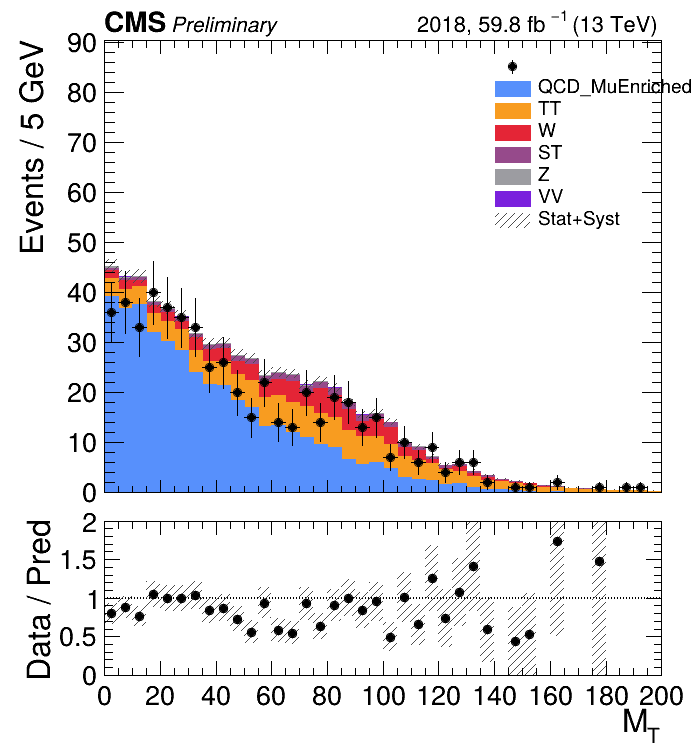 CMS Preliminary 2018, 59.8 fb⁻¹ (13 TeV)
Events / 5 GeV
90
80
70
60
50
40
30
20
10
0
QCD_MuEnriched
TT
W
ST
Z
VV
Stat+Syst
Data / Pred
2
1.5
1
0.5
0
0 20 40 60 80 100 120 140 160 180 200
M_T